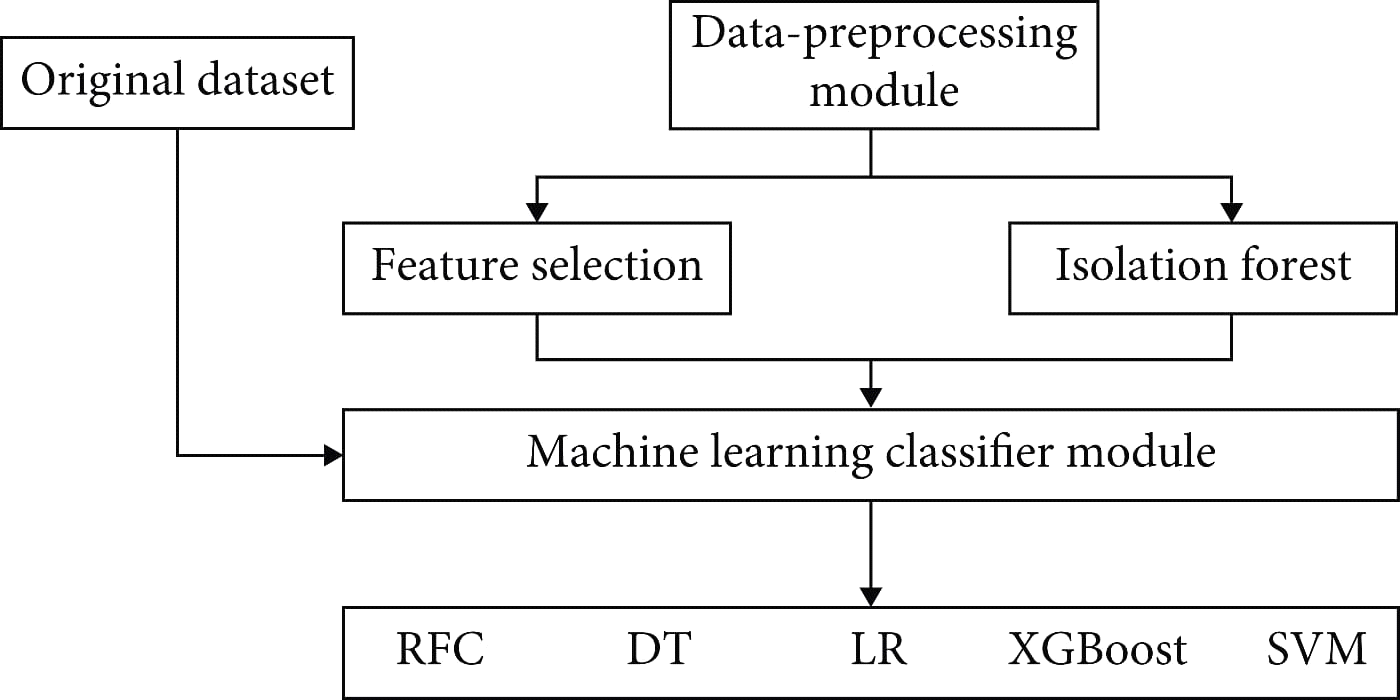 Original dataset
Data-preprocessing
module
Feature selection
Isolation forest
Machine learning classifier module
RFC DT LR XGBoost SVM